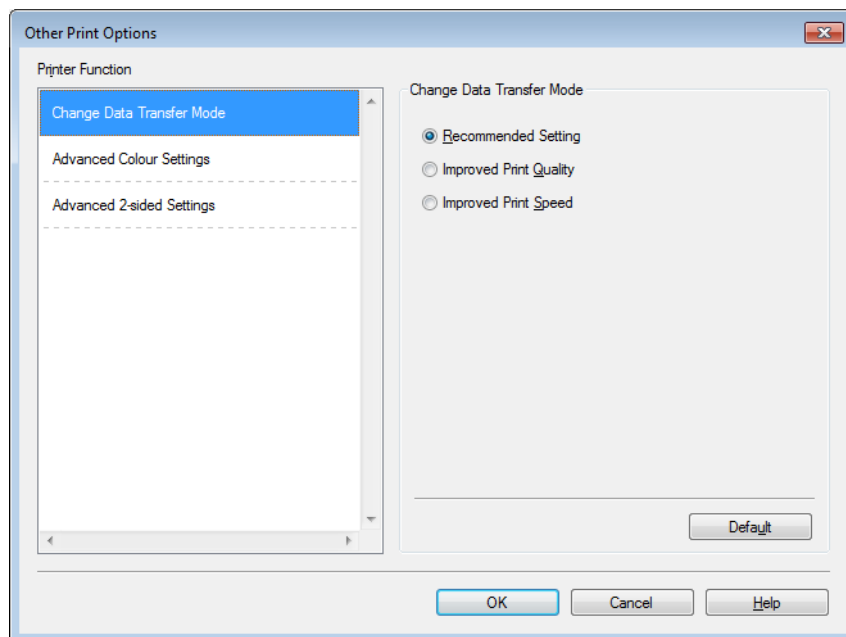 Other Print Options
Printer Function
Change Data Transfer Mode
Advanced Colour Settings
Advanced 2-sided Settings
Change Data Transfer Mode
Recommended Setting
Improved Print Quality
Improved Print Speed
Default
OK
Cancel
Help